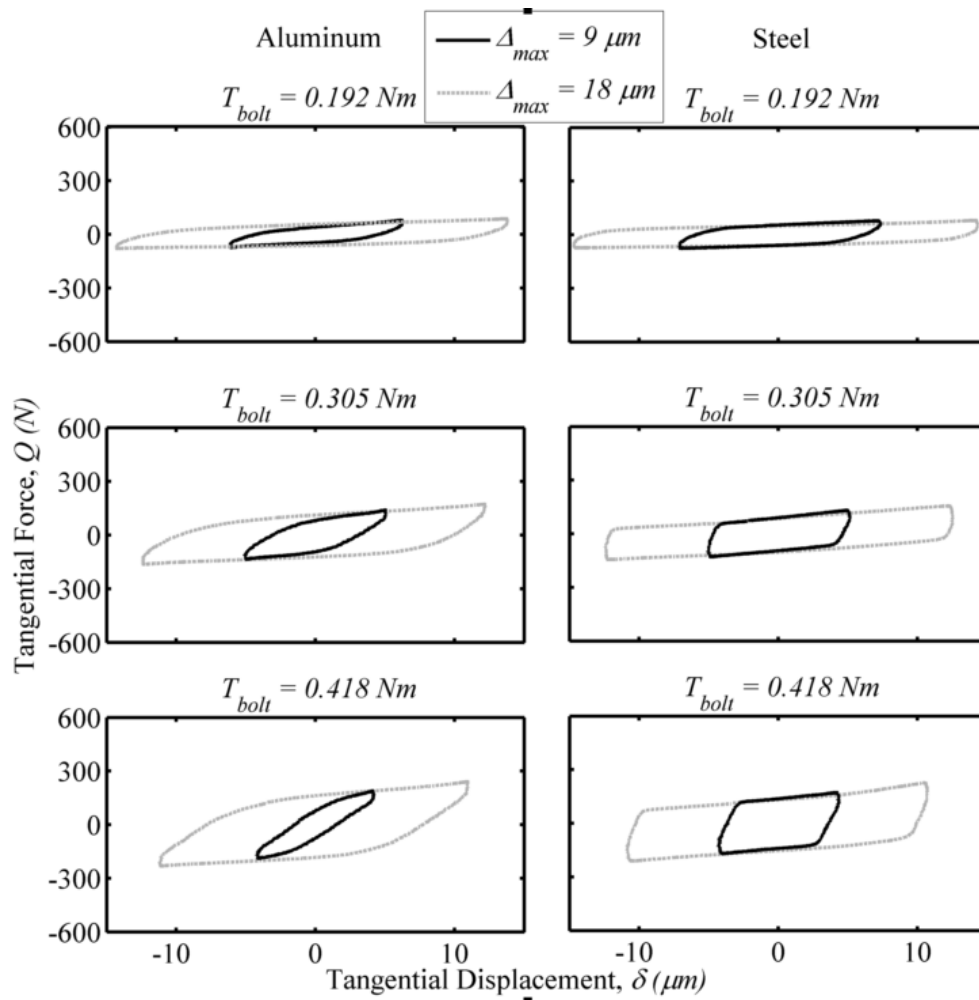 Aluminum
Δmax = 9 μm
Δmax = 18 μm
Steel
Tbolt = 0.192 Nm
Tbolt = 0.192 Nm
600
300
0
-300
-600
Tbolt = 0.305 Nm
Tbolt = 0.305 Nm
600
300
0
-300
-600
Tangential Force, Q (N)
Tbolt = 0.418 Nm
Tbolt = 0.418 Nm
600
300
0
-300
-600
-10 0 10
-10 0 10
Tangential Displacement, δ (μm)